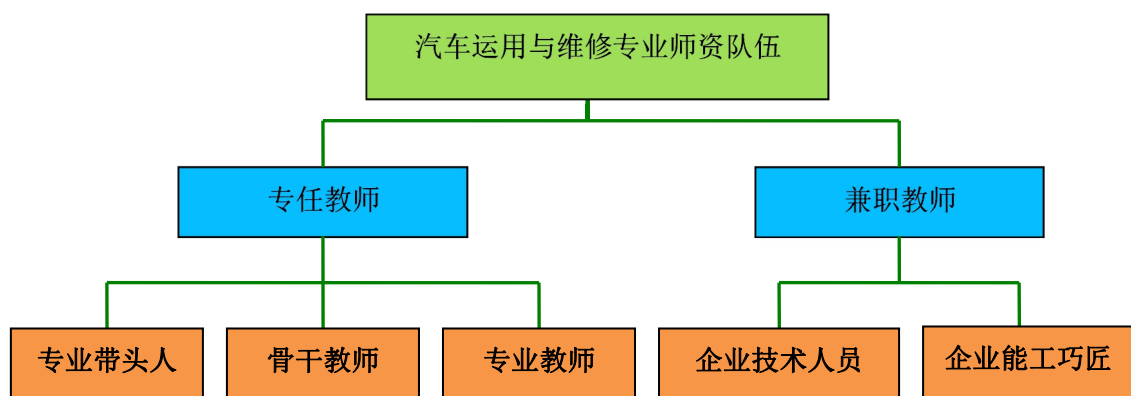 汽车运用与维修专业师资队伍
专任教师
兼职教师
专业带头人
骨干教师
专业教师
企业技术人员
企业能工巧匠